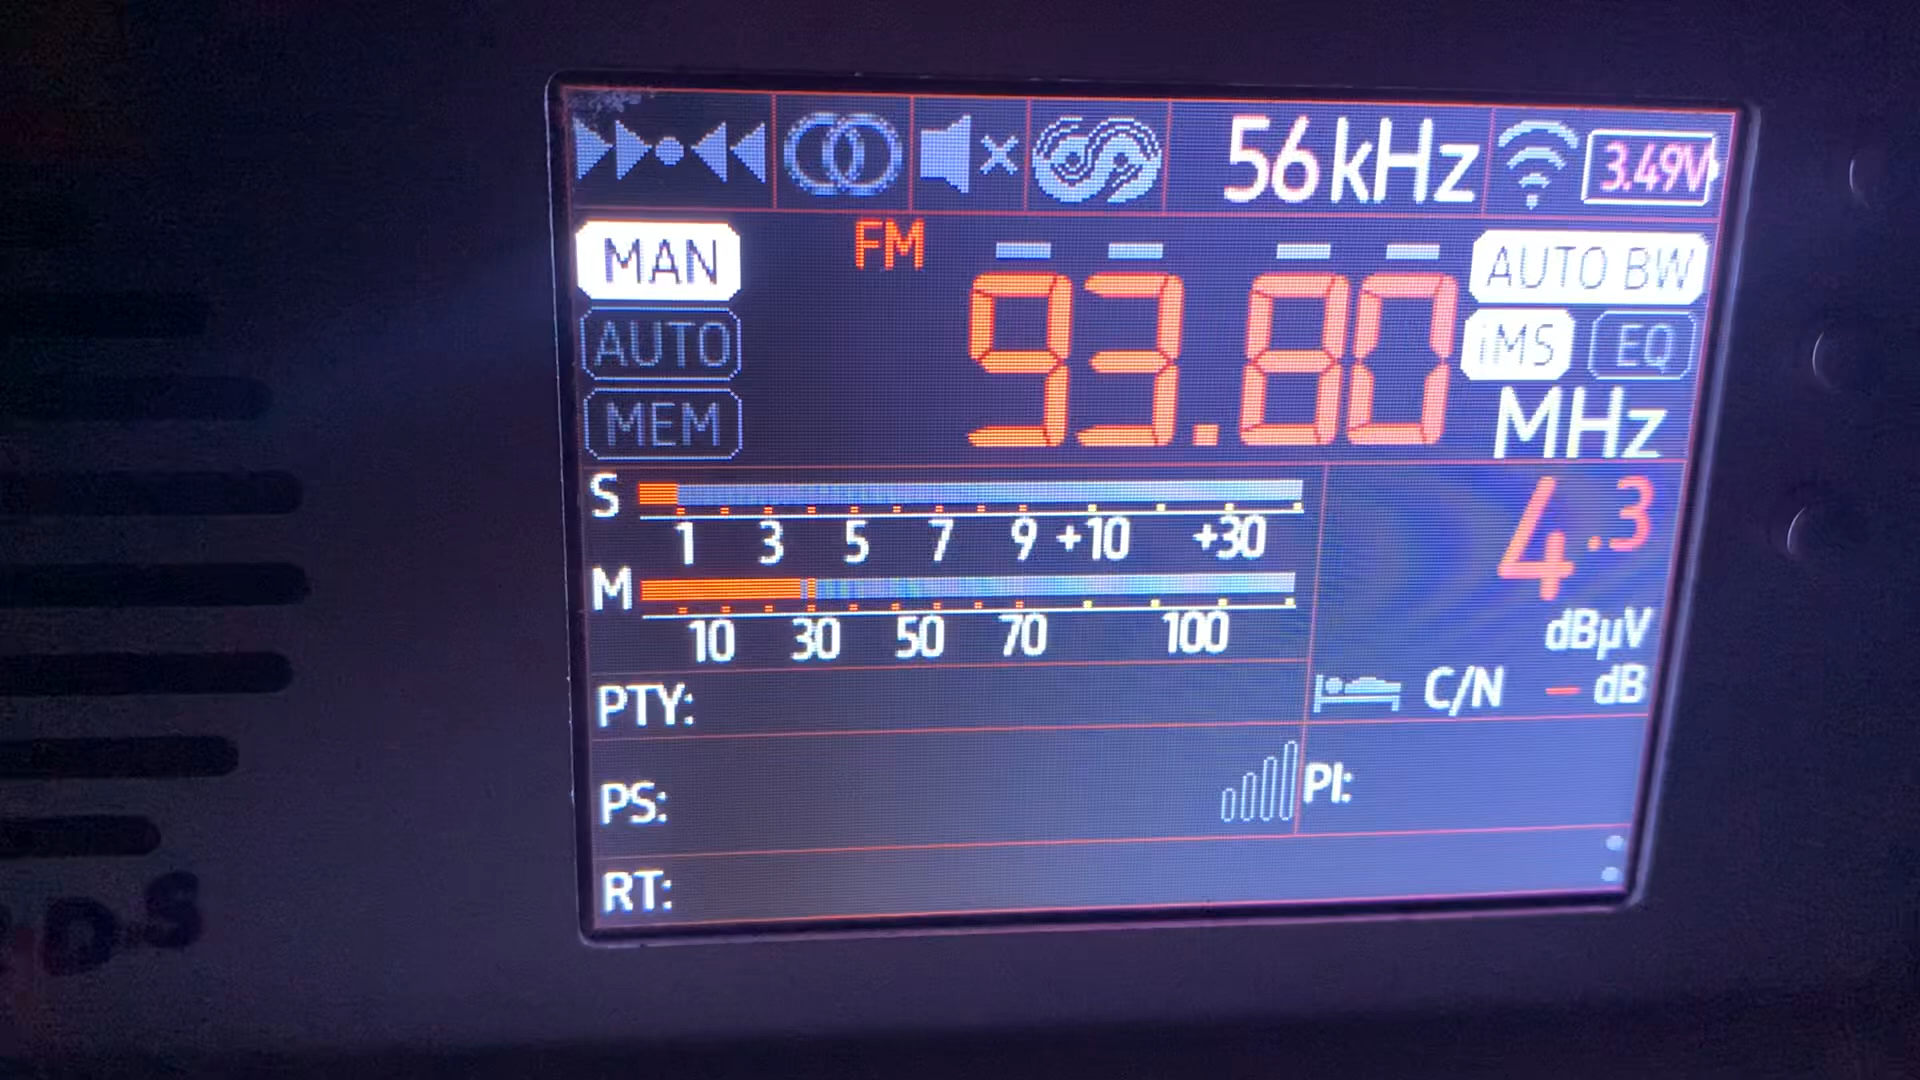 56kHz 3.49V
MAN FM 93.80 AUTO BW
AUTO iMS EQ
MEM MHz
S
1 3 5 7 9 +10 +30
4.3
M
10 30 50 70 100
dBµV
PTY: C/N – dB
PS: PI:
RT:
DS